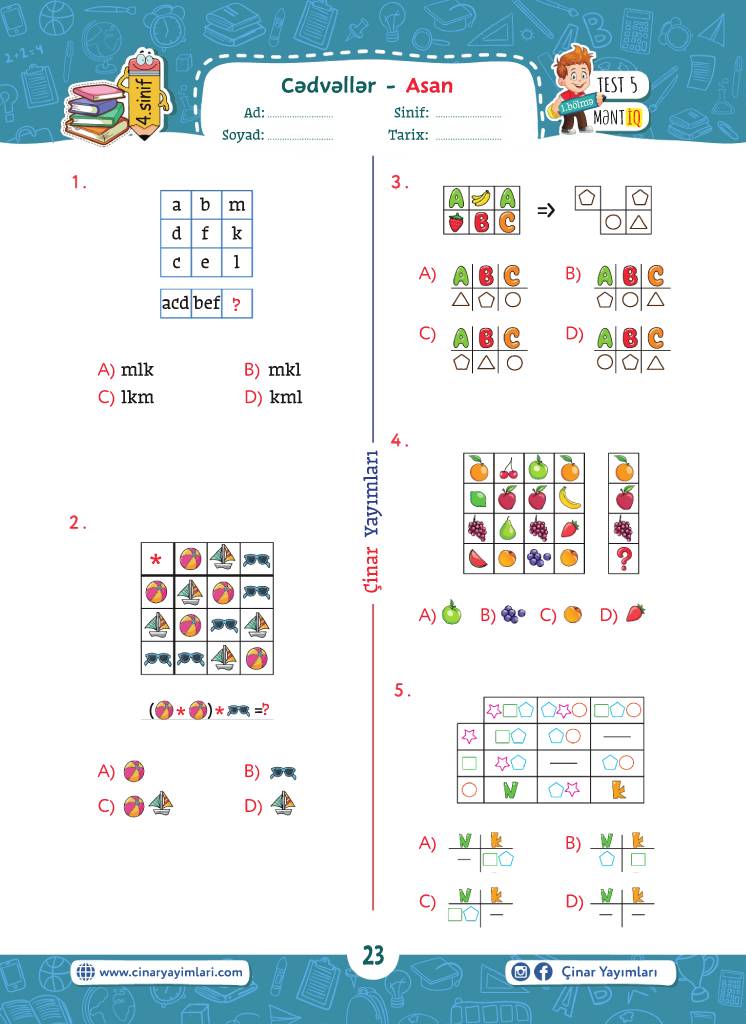 4.sinif
Cədvəllər - Asan
Ad:
Sinif:
Soyad:
Tarix:
1.bölmə
TEST 5
MəNTİQ
1.
a b m
d f k
c e l
acd bef ?
A) mlk
B) mkl
C) lkm
D) kml
2.
*
( * ) * =?
A)
B)
C)
D)
Çinar Yayımları
3.
A A
B C
=>
A) A B C
B) A B C
C) A B C
D) A B C
4.
?
A)
B)
C)
D)
5.
N K
A) N K
B) N K
C) N K
D) N K
www.cinaryayimlari.com
23
Çinar Yayımları